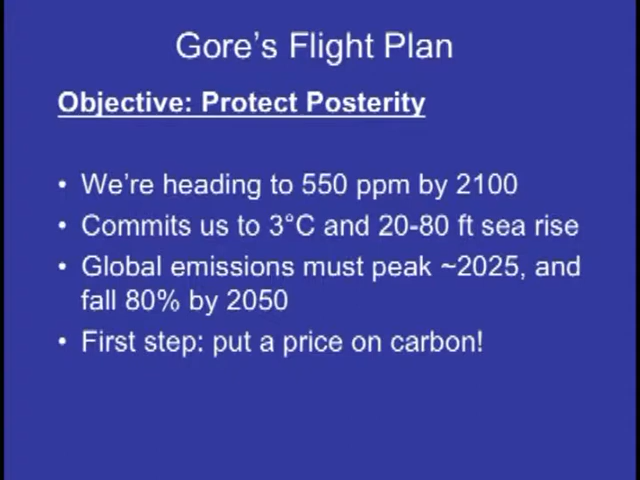 Gore's Flight Plan
Objective: Protect Posterity
• We're heading to 550 ppm by 2100
• Commits us to 3°C and 20-80 ft sea rise
• Global emissions must peak ~2025, and
fall 80% by 2050
• First step: put a price on carbon!